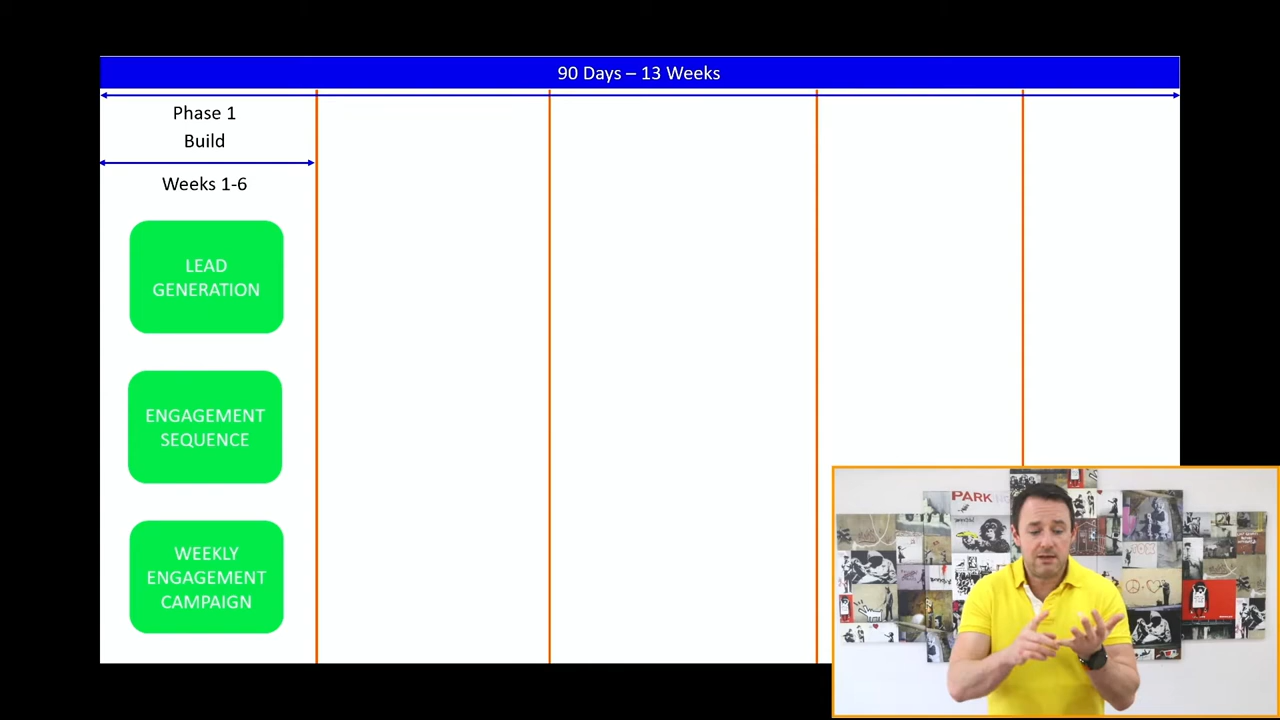 90 Days – 13 Weeks
Phase 1
Build
Weeks 1-6
LEAD
GENERATION
ENGAGEMENT
SEQUENCE
WEEKLY
ENGAGEMENT
CAMPAIGN
PARK